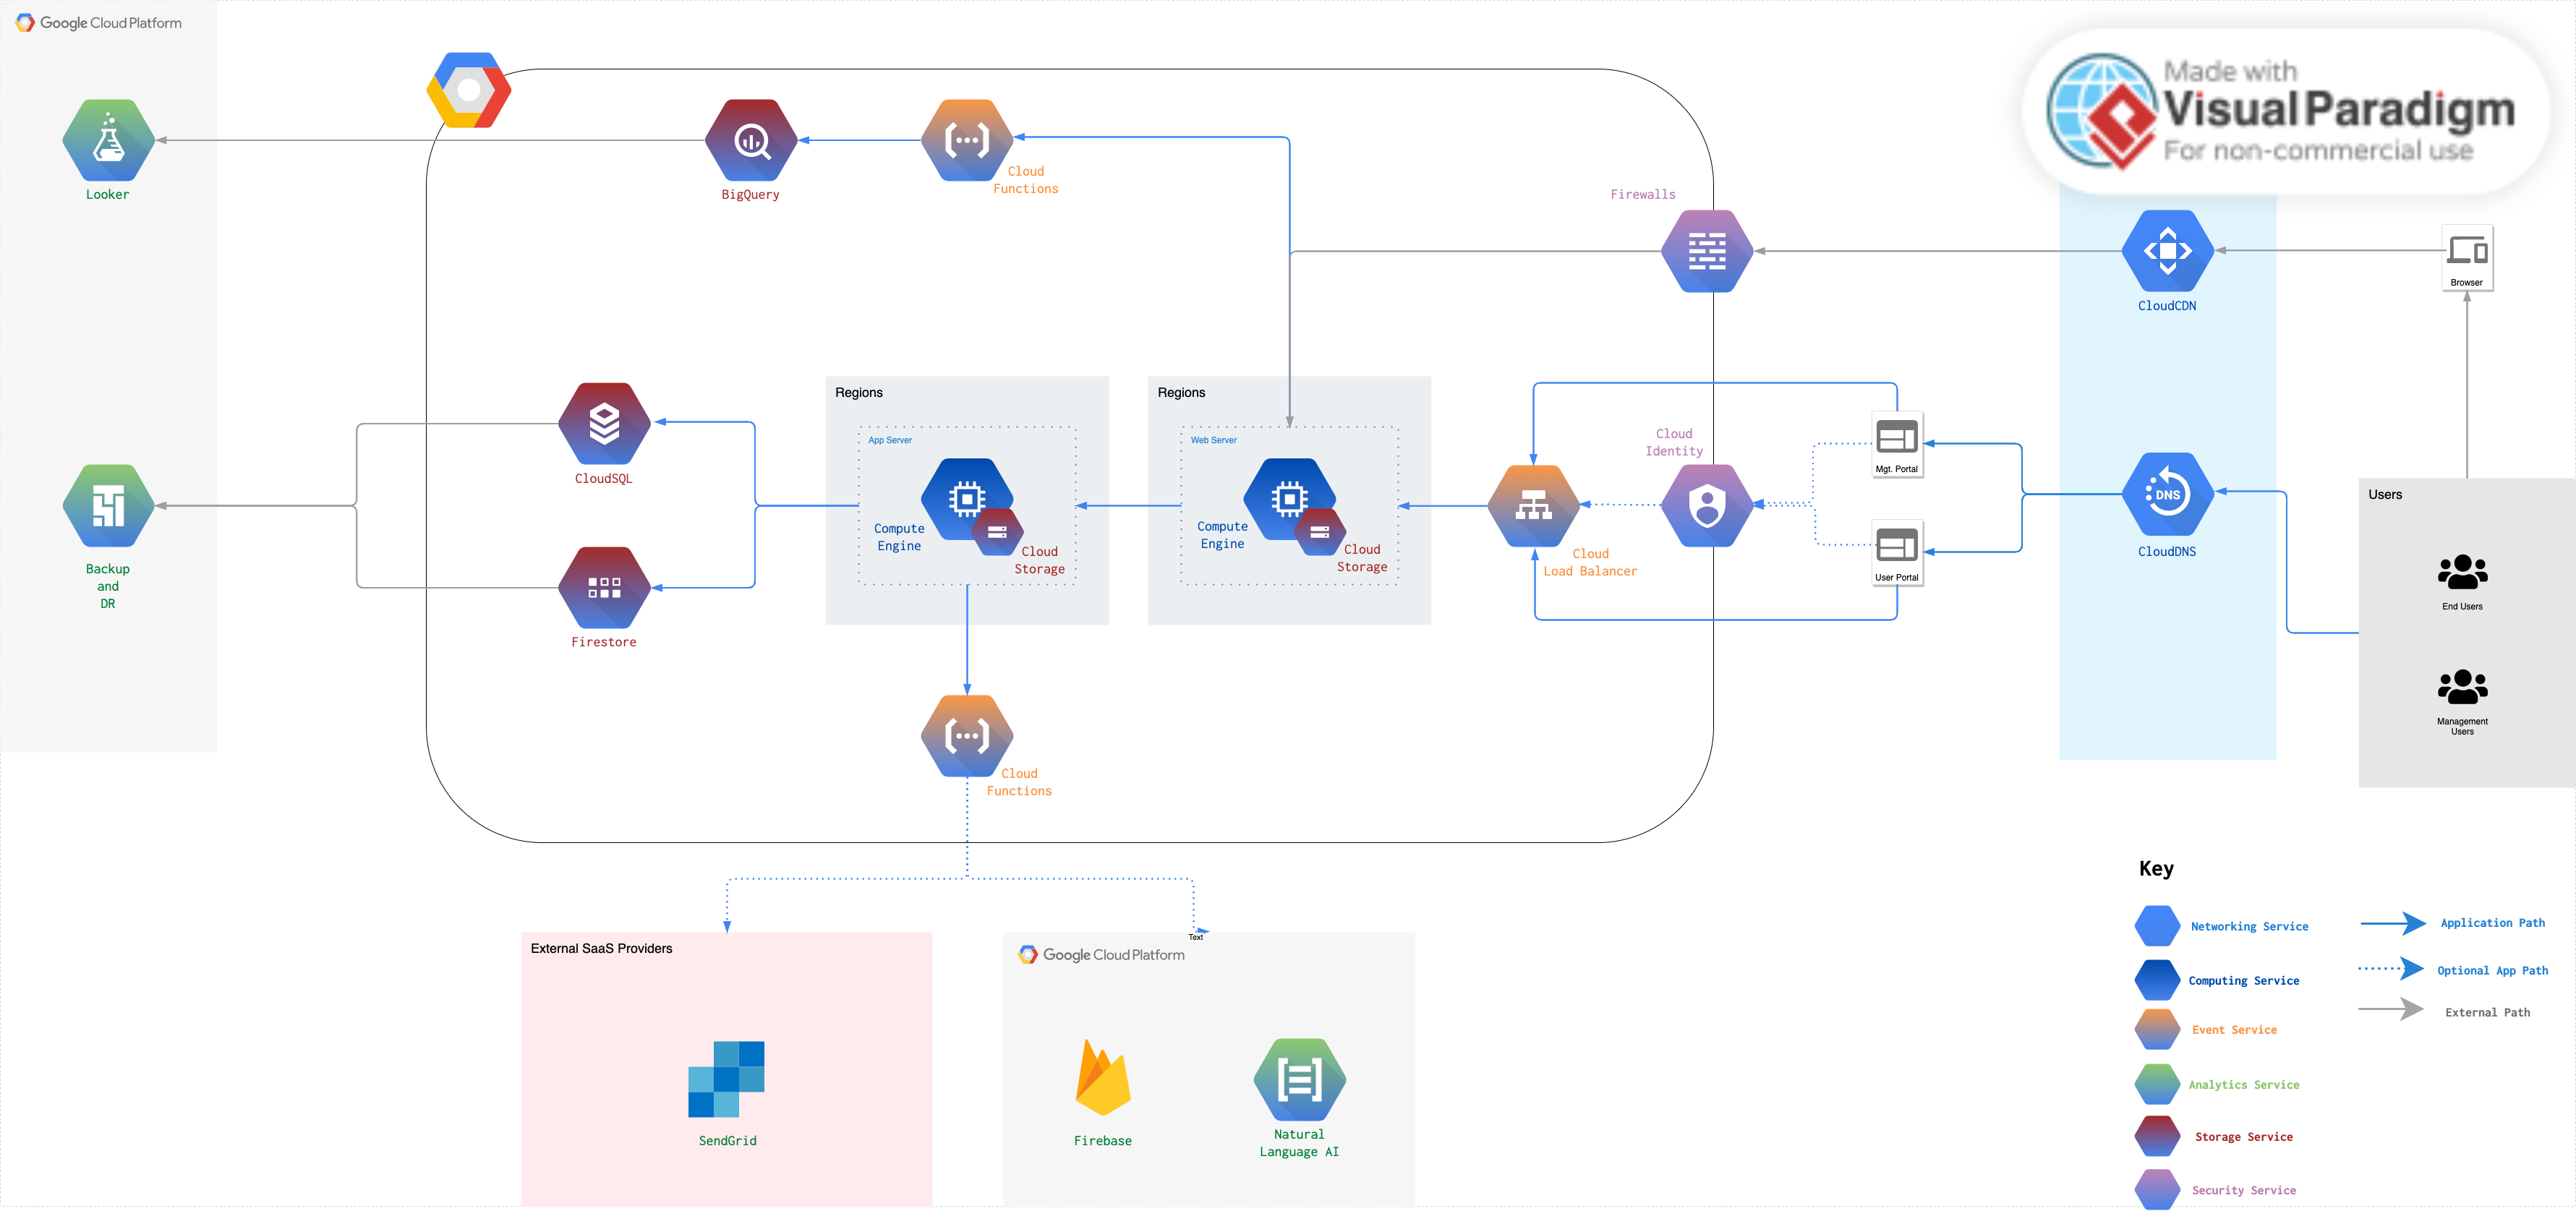 Google Cloud Platform
Made with
Visual Paradigm
For non-commercial use
Looker
BigQuery
Cloud
Functions
Firewalls
CloudCDN
Browser
Regions
Regions
App Server
Web Server
Cloud
Identity
Mgt. Portal
CloudSQL
Compute
Engine
Cloud
Storage
Compute
Engine
Cloud
Storage
Cloud
Load Balancer
User Portal
DNS
CloudDNS
Users
End Users
Management
Users
Backup
and
DR
Firestore
Cloud
Functions
Text
External SaaS Providers
Google Cloud Platform
SendGrid
Firebase
Natural
Language AI
Key
Networking Service
Application Path
Computing Service
Optional App Path
Event Service
External Path
Analytics Service
Storage Service
Security Service